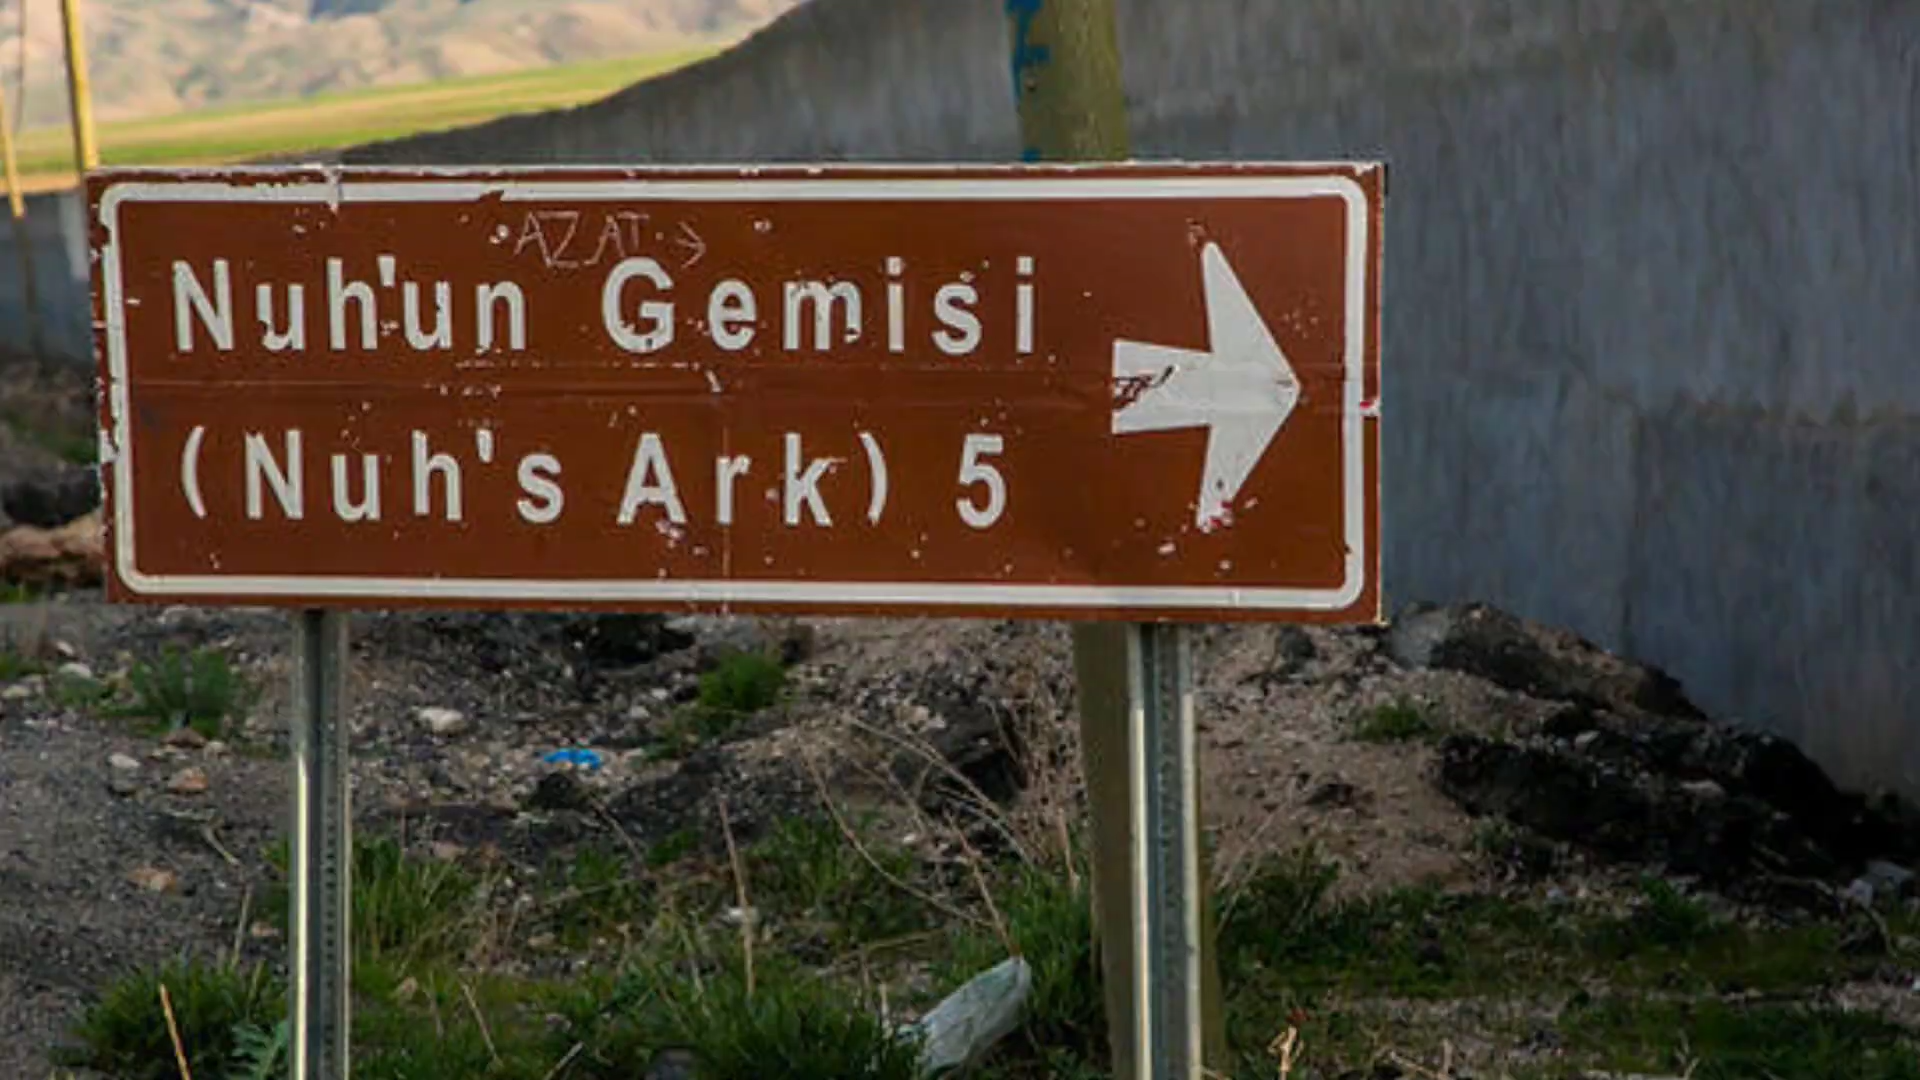 AZAT →
Nuh'un Gemisi
(Nuh's Ark) 5